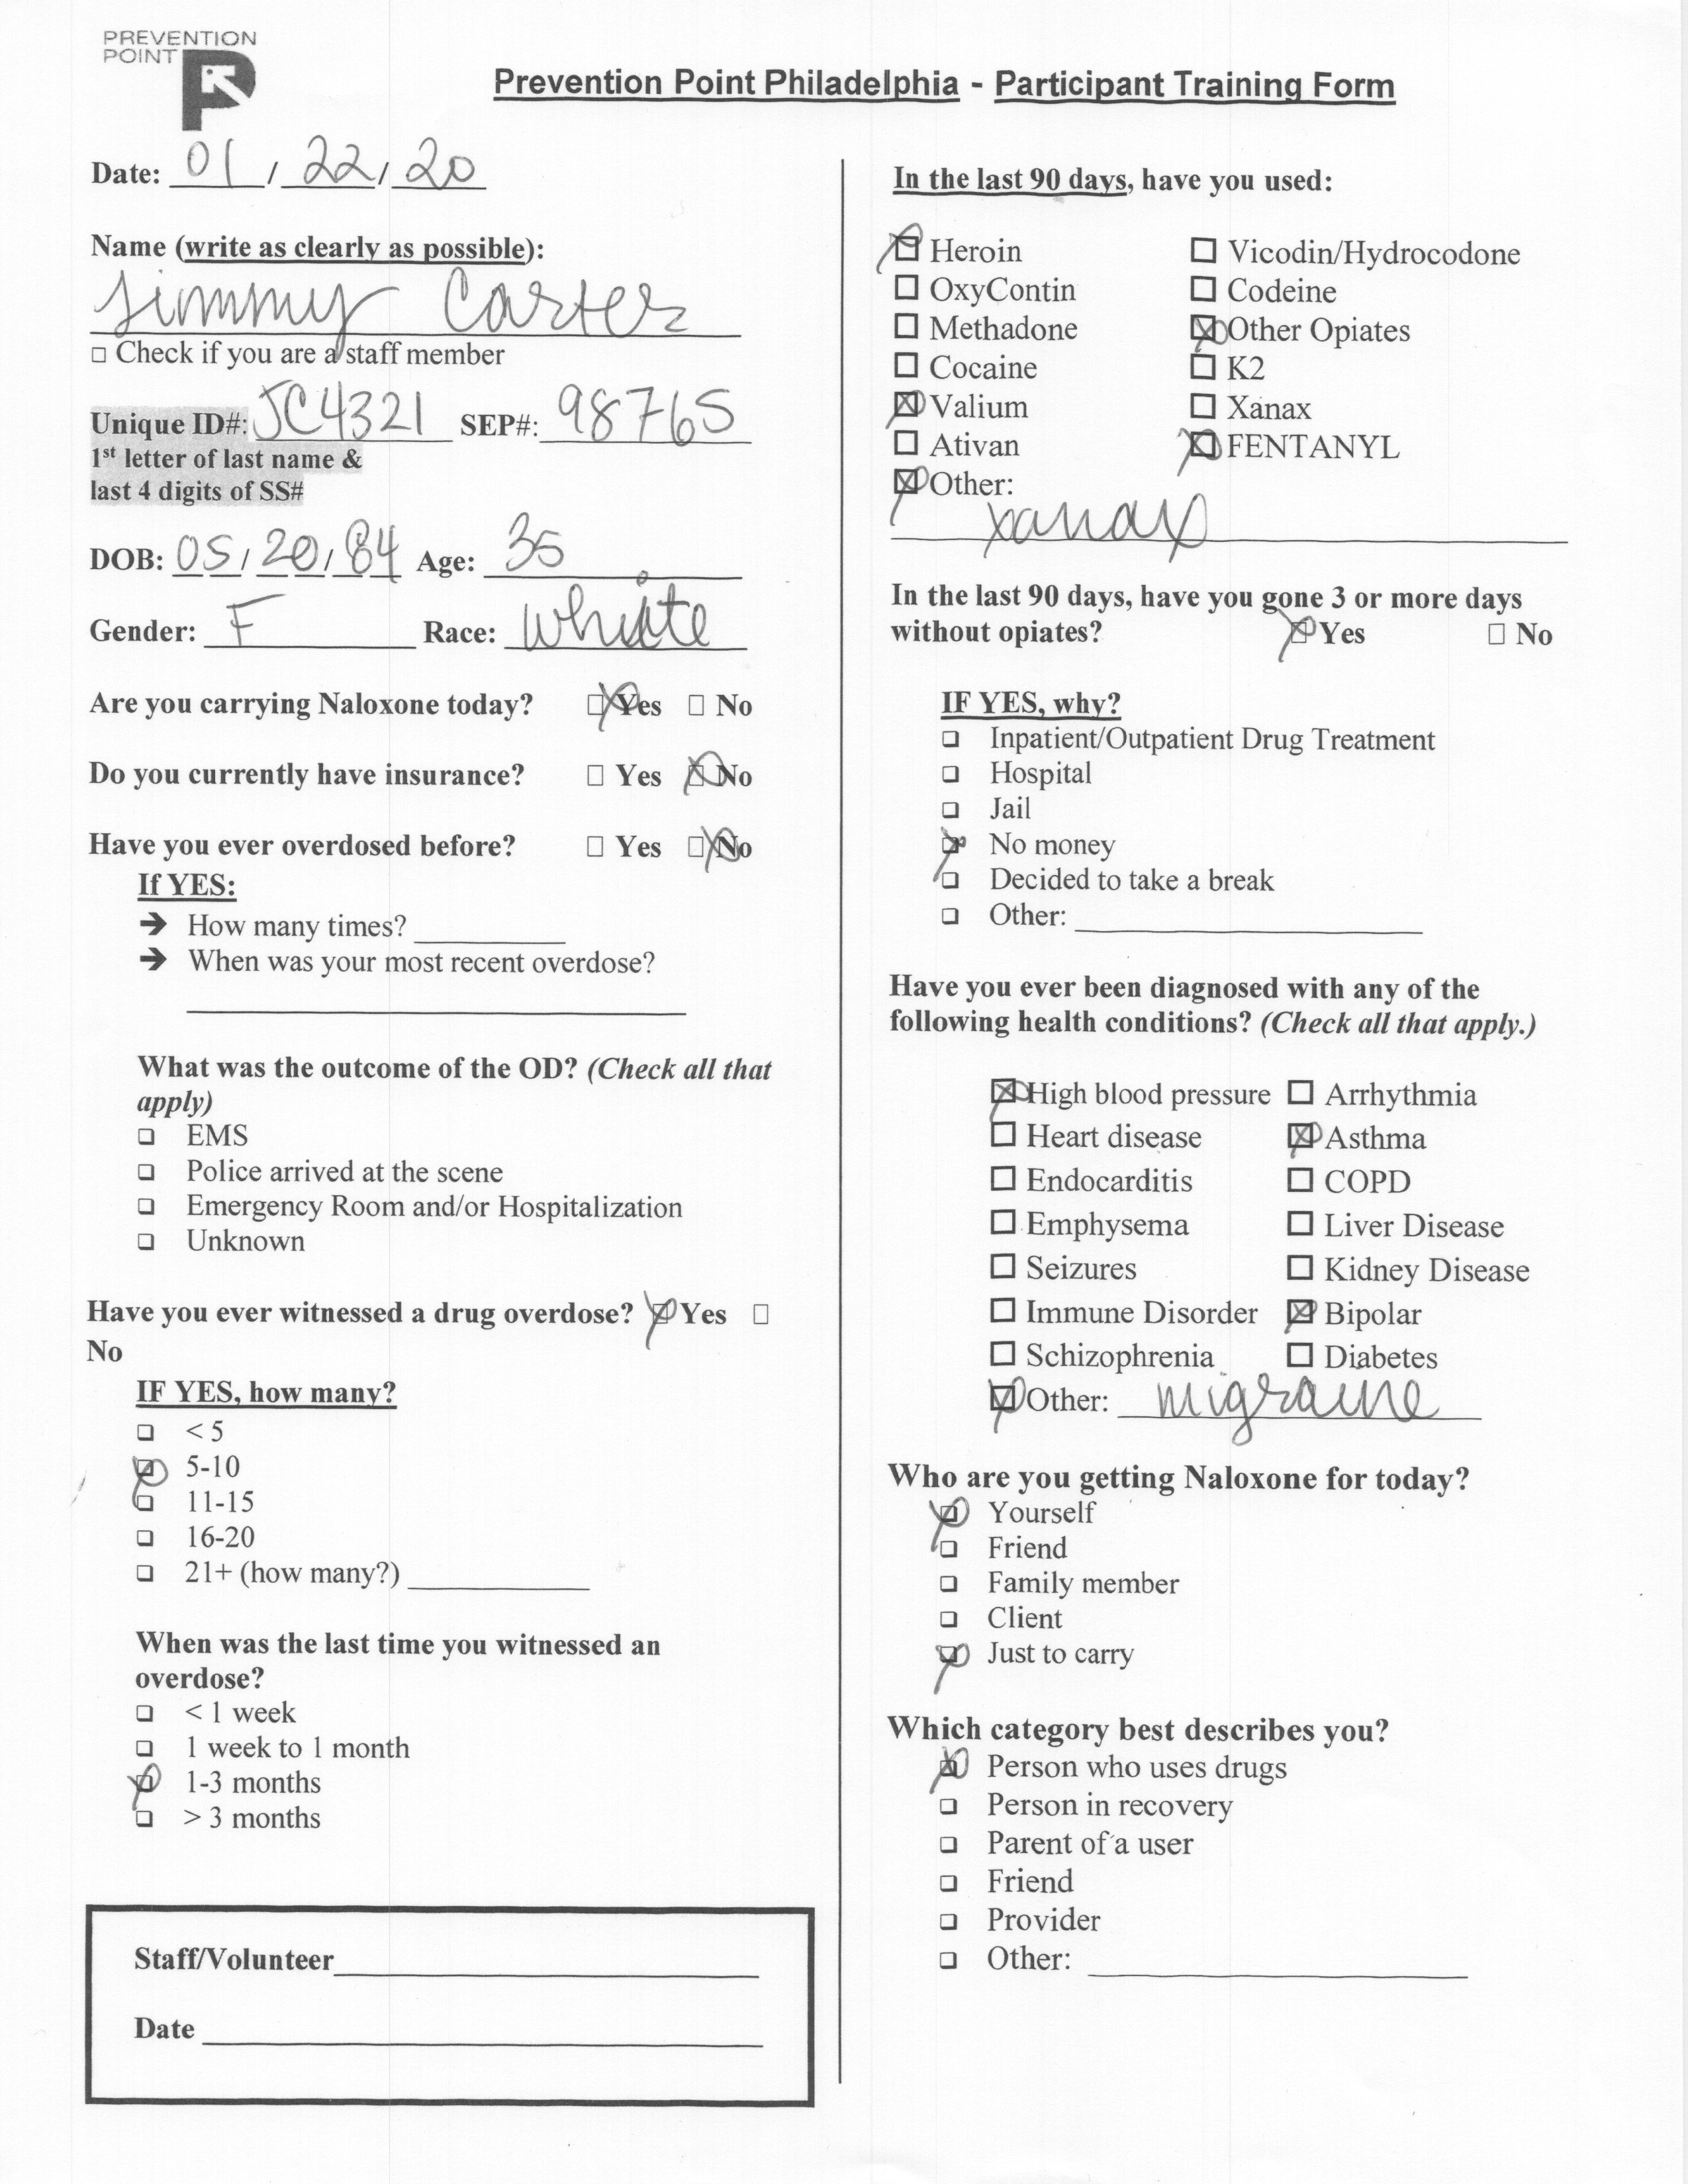 PREVENTION
POINT
Prevention Point Philadelphia - Participant Training Form
Date: 01 / 22 / 20
Name (write as clearly as possible):
Jimmy Carter
☐ Check if you are a staff member
Unique ID#: JC4321 SEP#: 98765
1st letter of last name &
last 4 digits of SS#
DOB: 05 / 20 / 84 Age: 35
Gender: F Race: white
Are you carrying Naloxone today? ☒ Yes ☐ No
Do you currently have insurance? ☐ Yes ☒ No
Have you ever overdosed before? ☐ Yes ☒ No
If YES:
➔ How many times? ____
➔ When was your most recent overdose?
What was the outcome of the OD? (Check all that
apply)
☐ EMS
☐ Police arrived at the scene
☐ Emergency Room and/or Hospitalization
☐ Unknown
Have you ever witnessed a drug overdose? ☒ Yes ☐
No
IF YES, how many?
☐ < 5
☒ 5-10
☐ 11-15
☐ 16-20
☐ 21+ (how many?) ____
When was the last time you witnessed an
overdose?
☐ < 1 week
☐ 1 week to 1 month
☒ 1-3 months
☐ > 3 months
Staff/Volunteer ____
Date ____
In the last 90 days, have you used:
☒ Heroin ☐ Vicodin/Hydrocodone
☐ OxyContin ☐ Codeine
☐ Methadone ☒ Other Opiates
☐ Cocaine ☐ K2
☒ Valium ☐ Xanax
☐ Ativan ☒ FENTANYL
☒ Other:
xanax
In the last 90 days, have you gone 3 or more days
without opiates? ☒ Yes ☐ No
IF YES, why?
☐ Inpatient/Outpatient Drug Treatment
☐ Hospital
☐ Jail
☒ No money
☐ Decided to take a break
☐ Other: ____
Have you ever been diagnosed with any of the
following health conditions? (Check all that apply.)
☒ High blood pressure ☐ Arrhythmia
☐ Heart disease ☒ Asthma
☐ Endocarditis ☐ COPD
☐ Emphysema ☐ Liver Disease
☐ Seizures ☐ Kidney Disease
☐ Immune Disorder ☒ Bipolar
☐ Schizophrenia ☐ Diabetes
☒ Other: migraine
Who are you getting Naloxone for today?
☒ Yourself
☐ Friend
☐ Family member
☐ Client
☒ Just to carry
Which category best describes you?
☒ Person who uses drugs
☐ Person in recovery
☐ Parent of a user
☐ Friend
☐ Provider
☐ Other: ____